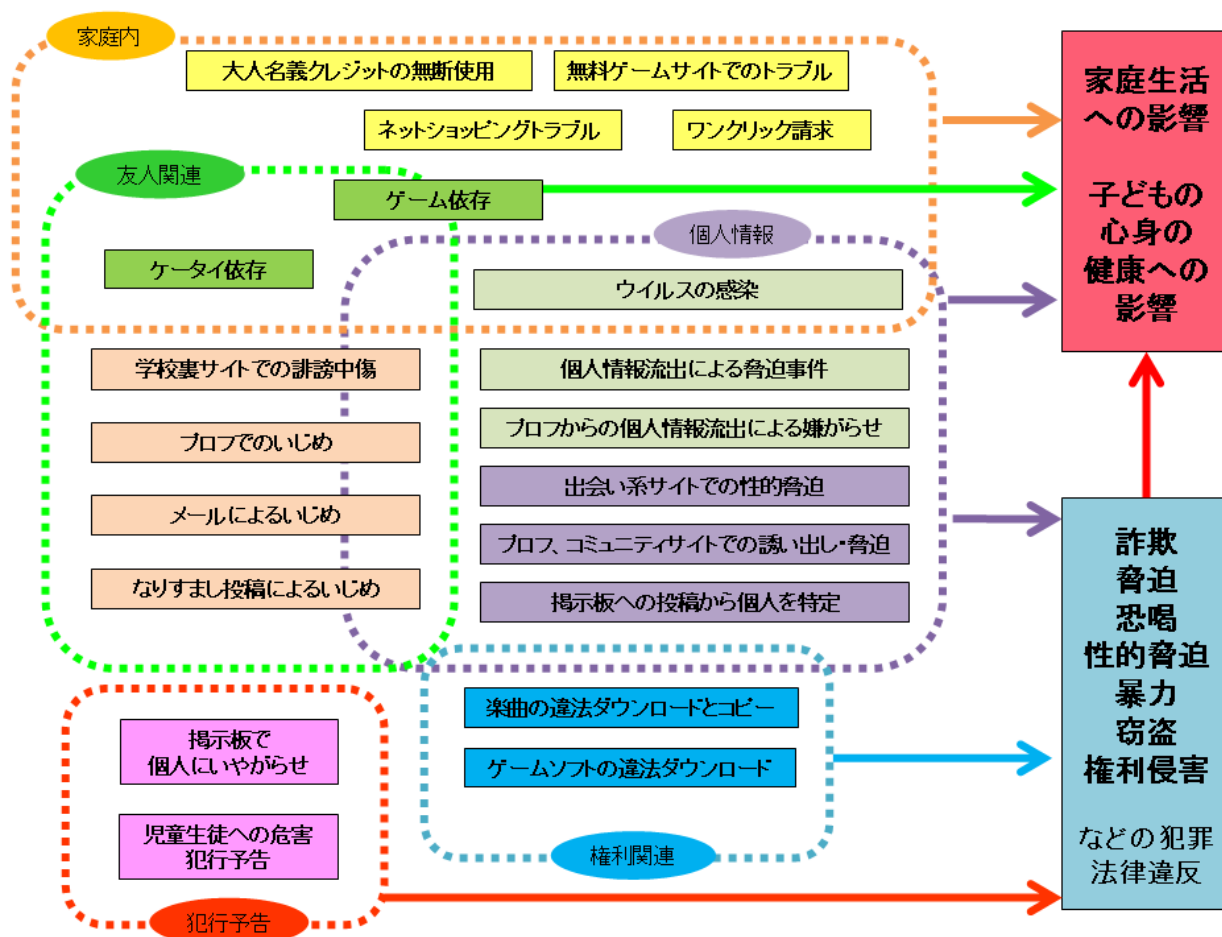 家庭内
大人名義クレジットの無断使用
無料ゲームサイトでのトラブル
ネットショッピングトラブル
ワンクリック請求
友人関連
ゲーム依存
個人情報
ケータイ依存
ウイルスの感染
学校裏サイトでの誹謗中傷
個人情報流出による脅迫事件
プロフでのいじめ
プロフからの個人情報流出による嫌がらせ
出会い系サイトでの性的脅迫
メールによるいじめ
プロフ、コミュニティサイトでの誘い出し・脅迫
なりすまし投稿によるいじめ
掲示板への投稿から個人を特定
楽曲の違法ダウンロードとコピー
ゲームソフトの違法ダウンロード
権利関連
掲示板で
個人にいやがらせ
児童生徒への危害
犯行予告
犯行予告
家庭生活
への影響
子どもの
心身の
健康への
影響
詐欺
脅迫
恐喝
性的脅迫
暴力
窃盗
権利侵害
などの犯罪
法律違反